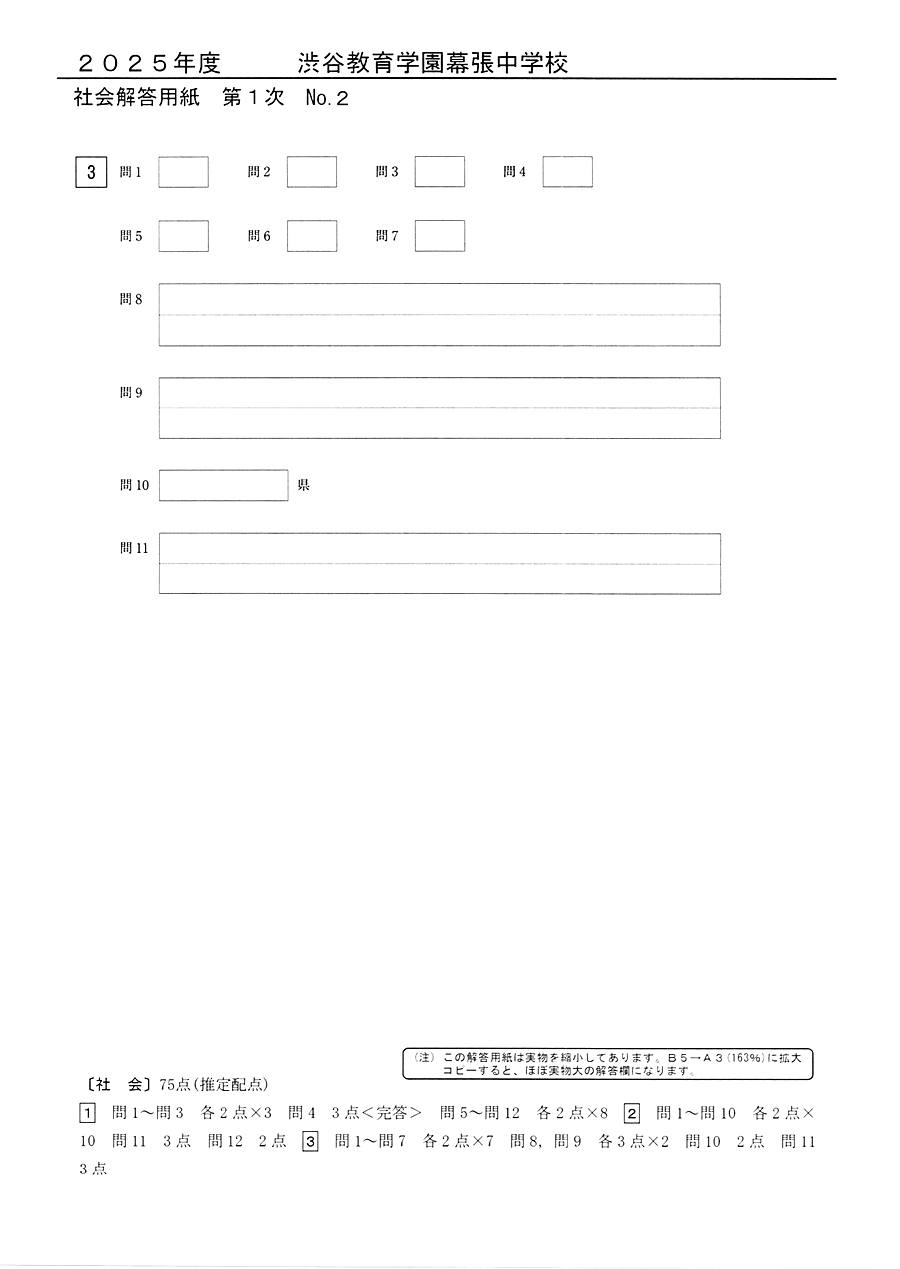 2025年度 渋谷教育学園幕張中学校
社会解答用紙 第1次 No.2
3 問1 問2 問3 問4
問5 問6 問7
問8
問9
問10 県
問11
(注) この解答用紙は実物を縮小してあります。B5→A3(163%)に拡大
コピーすると、ほぼ実物大の解答欄になります。
〔社 会〕75点(推定配点)
1 問1~問3 各2点×3 問4 3点<完答> 問5~問12 各2点×8 2 問1~問10 各2点×
10 問11 3点 問12 2点 3 問1~問7 各2点×7 問8, 問9 各3点×2 問10 2点 問11
3点